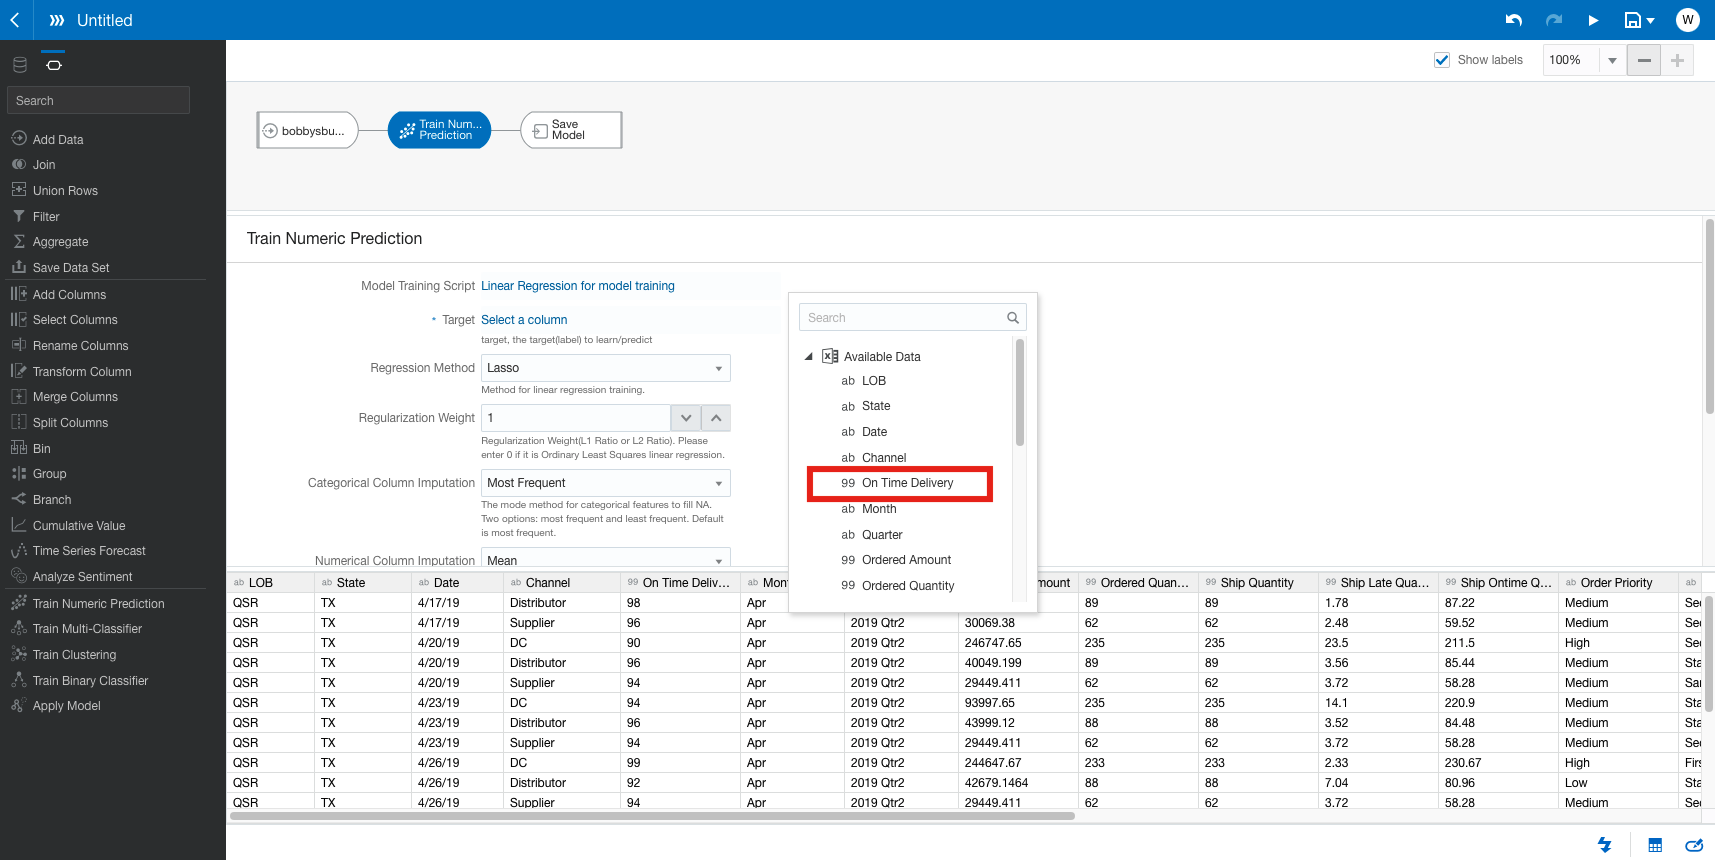 Untitled
W
Show labels
100%
Search
Add Data
Join
Union Rows
Filter
Aggregate
Save Data Set
Add Columns
Select Columns
Rename Columns
Transform Column
Merge Columns
Split Columns
Bin
Group
Branch
Cumulative Value
Time Series Forecast
Analyze Sentiment
Train Numeric Prediction
Train Multi-Classifier
Train Clustering
Train Binary Classifier
Apply Model
bobbysbu...
Train Num...
Prediction
Save
Model
Train Numeric Prediction
Model Training Script Linear Regression for model training
* Target Select a column
target, the target(label) to learn/predict
Regression Method Lasso
Method for linear regression training.
Regularization Weight 1
Regularization Weight(L1 Ratio or L2 Ratio). Please
enter 0 if it is Ordinary Least Squares linear regression.
Categorical Column Imputation Most Frequent
The mode method for categorical features to fill NA.
Two options: most frequent and least frequent. Default
is most frequent.
Numerical Column Imputation Mean
Search
Available Data
ab LOB
ab State
ab Date
ab Channel
99 On Time Delivery
ab Month
ab Quarter
99 Ordered Amount
99 Ordered Quantity
ab LOB ab State ab Date ab Channel 99 On Time Deliv... ab Mon mount 99 Ordered Quan... 99 Ship Quantity 99 Ship Late Qua... 99 Ship Ontime Q... ab Order Priority ab
QSR TX 4/17/19 Distributor 98 Apr 89 89 1.78 87.22 Medium Sec
QSR TX 4/17/19 Supplier 96 Apr 2019 Qtr2 30069.38 62 62 2.48 59.52 Medium Sec
QSR TX 4/20/19 DC 90 Apr 2019 Qtr2 246747.65 235 235 23.5 211.5 High Sec
QSR TX 4/20/19 Distributor 96 Apr 2019 Qtr2 40049.199 89 89 3.56 85.44 Medium Sta
QSR TX 4/20/19 Supplier 94 Apr 2019 Qtr2 29449.411 62 62 3.72 58.28 Medium Sar
QSR TX 4/23/19 DC 94 Apr 2019 Qtr2 93997.65 235 235 14.1 220.9 Medium Sta
QSR TX 4/23/19 Distributor 96 Apr 2019 Qtr2 43999.12 88 88 3.52 84.48 Medium Sta
QSR TX 4/23/19 Supplier 94 Apr 2019 Qtr2 29449.411 62 62 3.72 58.28 Medium Sec
QSR TX 4/26/19 DC 99 Apr 2019 Qtr2 244647.67 233 233 2.33 230.67 High Firs
QSR TX 4/26/19 Distributor 92 Apr 2019 Qtr2 42679.1464 88 88 7.04 80.96 Low Sta
QSR TX 4/26/19 Supplier 94 Apr 2019 Qtr2 29449.411 62 62 3.72 58.28 Medium Sec